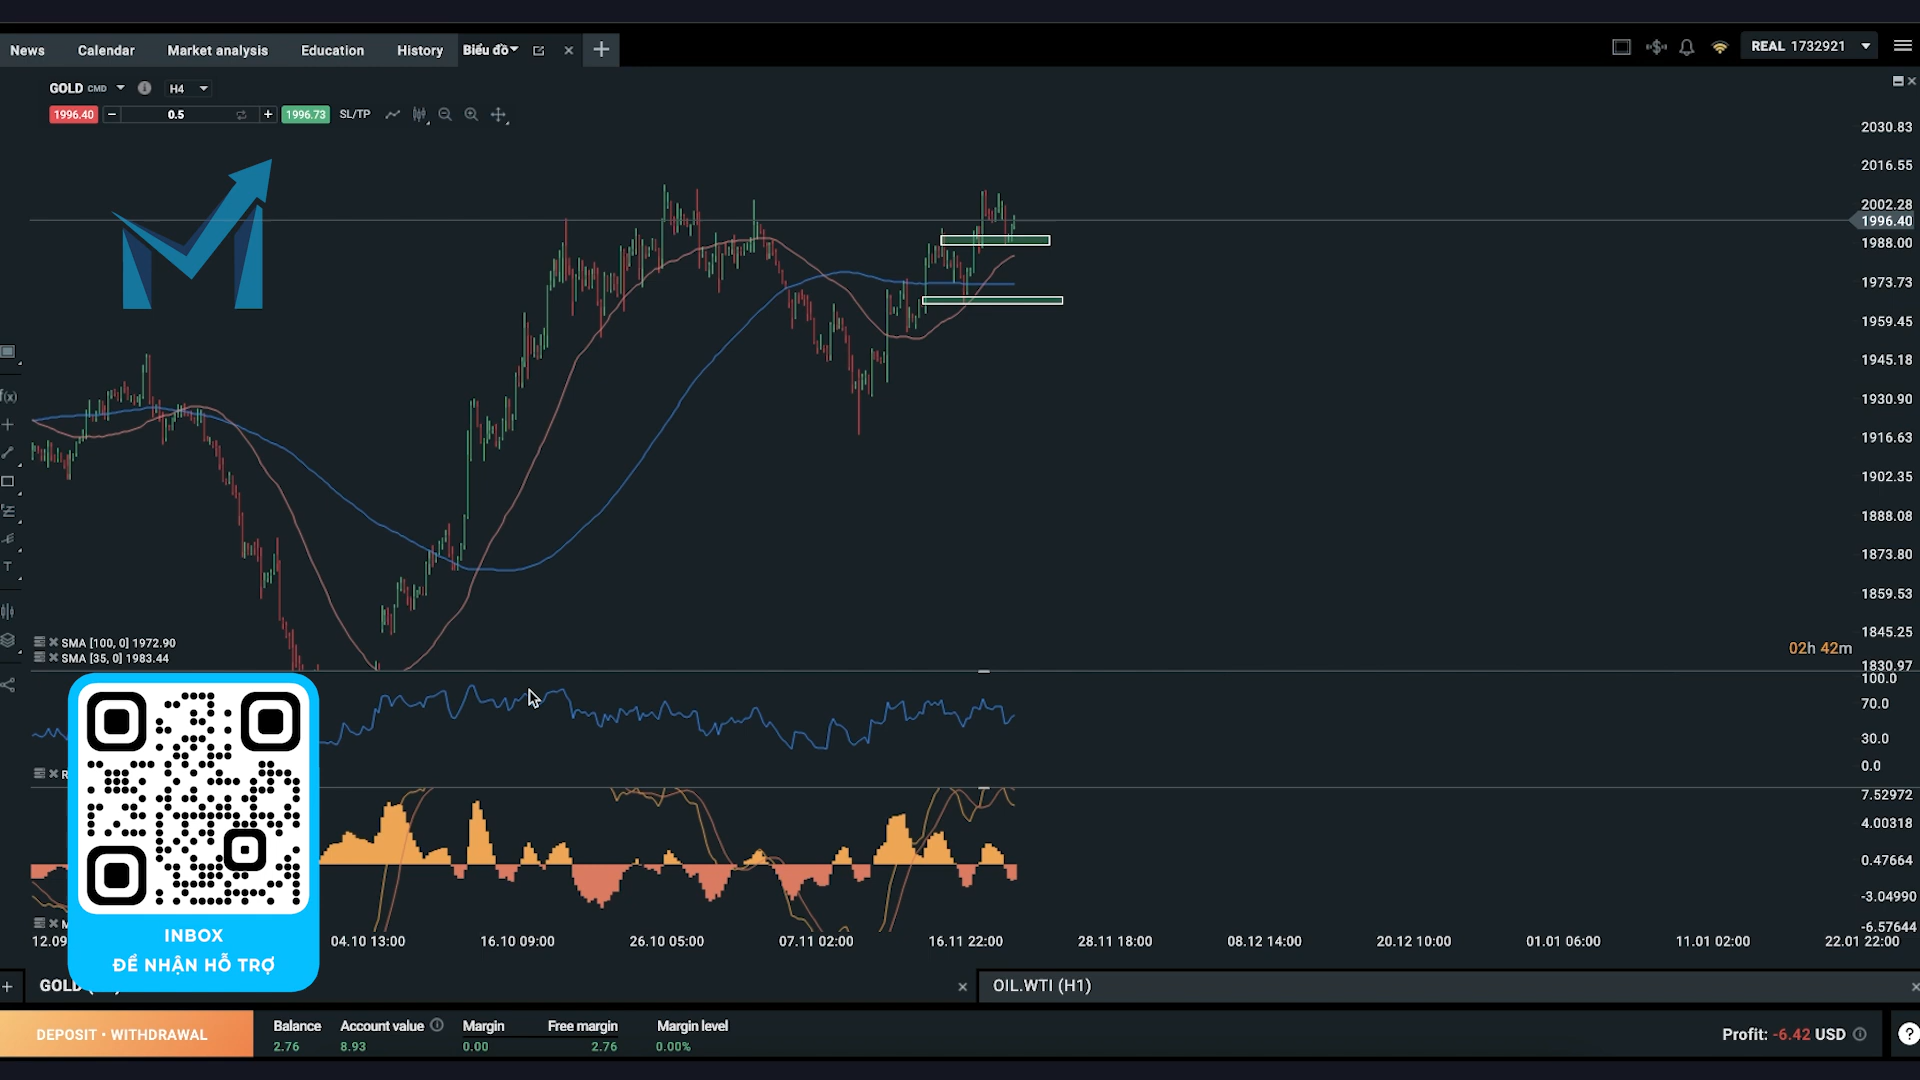 News Calendar Market analysis Education History Biểu đồ
REAL 1732921
GOLD CMD H4
1996.40 0.5 1996.73 SL/TP
2030.83
2016.55
2002.28
1996.40
1988.00
1973.73
1959.45
1945.18
1930.90
1916.63
1902.35
1888.08
1873.80
1859.53
1845.25
1830.97
02h 42m
SMA [100, 0] 1972.90
SMA [35, 0] 1983.44
100.0
70.0
30.0
0.0
7.52972
4.00318
0.47664
-3.04990
-6.57644
INBOX
ĐỂ NHẬN HỖ TRỢ
12.09 04.10 13:00 16.10 09:00 26.10 05:00 07.11 02:00 16.11 22:00 28.11 18:00 08.12 14:00 20.12 10:00 01.01 06:00 11.01 02:00 22.01 22:00
GOLD OIL.WTI (H1)
DEPOSIT • WITHDRAWAL
Balance Account value Margin Free margin Margin level
2.76 8.93 0.00 2.76 0.00%
Profit: -6.42 USD